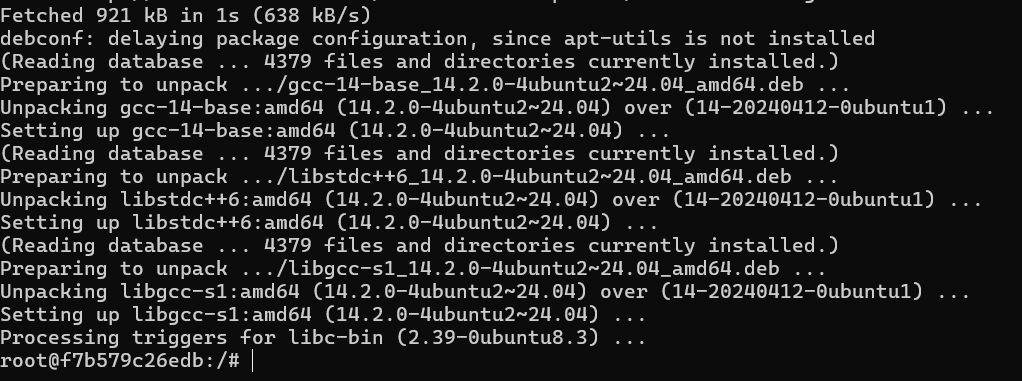 Fetched 921 kB in 1s (638 kB/s)
debconf: delaying package configuration, since apt-utils is not installed
(Reading database ... 4379 files and directories currently installed.)
Preparing to unpack .../gcc-14-base_14.2.0-4ubuntu2~24.04_amd64.deb ...
Unpacking gcc-14-base:amd64 (14.2.0-4ubuntu2~24.04) over (14-20240412-0ubuntu1) ...
Setting up gcc-14-base:amd64 (14.2.0-4ubuntu2~24.04) ...
(Reading database ... 4379 files and directories currently installed.)
Preparing to unpack .../libstdc++6_14.2.0-4ubuntu2~24.04_amd64.deb ...
Unpacking libstdc++6:amd64 (14.2.0-4ubuntu2~24.04) over (14-20240412-0ubuntu1) ...
Setting up libstdc++6:amd64 (14.2.0-4ubuntu2~24.04) ...
(Reading database ... 4379 files and directories currently installed.)
Preparing to unpack .../libgcc-s1_14.2.0-4ubuntu2~24.04_amd64.deb ...
Unpacking libgcc-s1:amd64 (14.2.0-4ubuntu2~24.04) over (14-20240412-0ubuntu1) ...
Setting up libgcc-s1:amd64 (14.2.0-4ubuntu2~24.04) ...
Processing triggers for libc-bin (2.39-0ubuntu8.3) ...
root@f7b579c26edb:/#